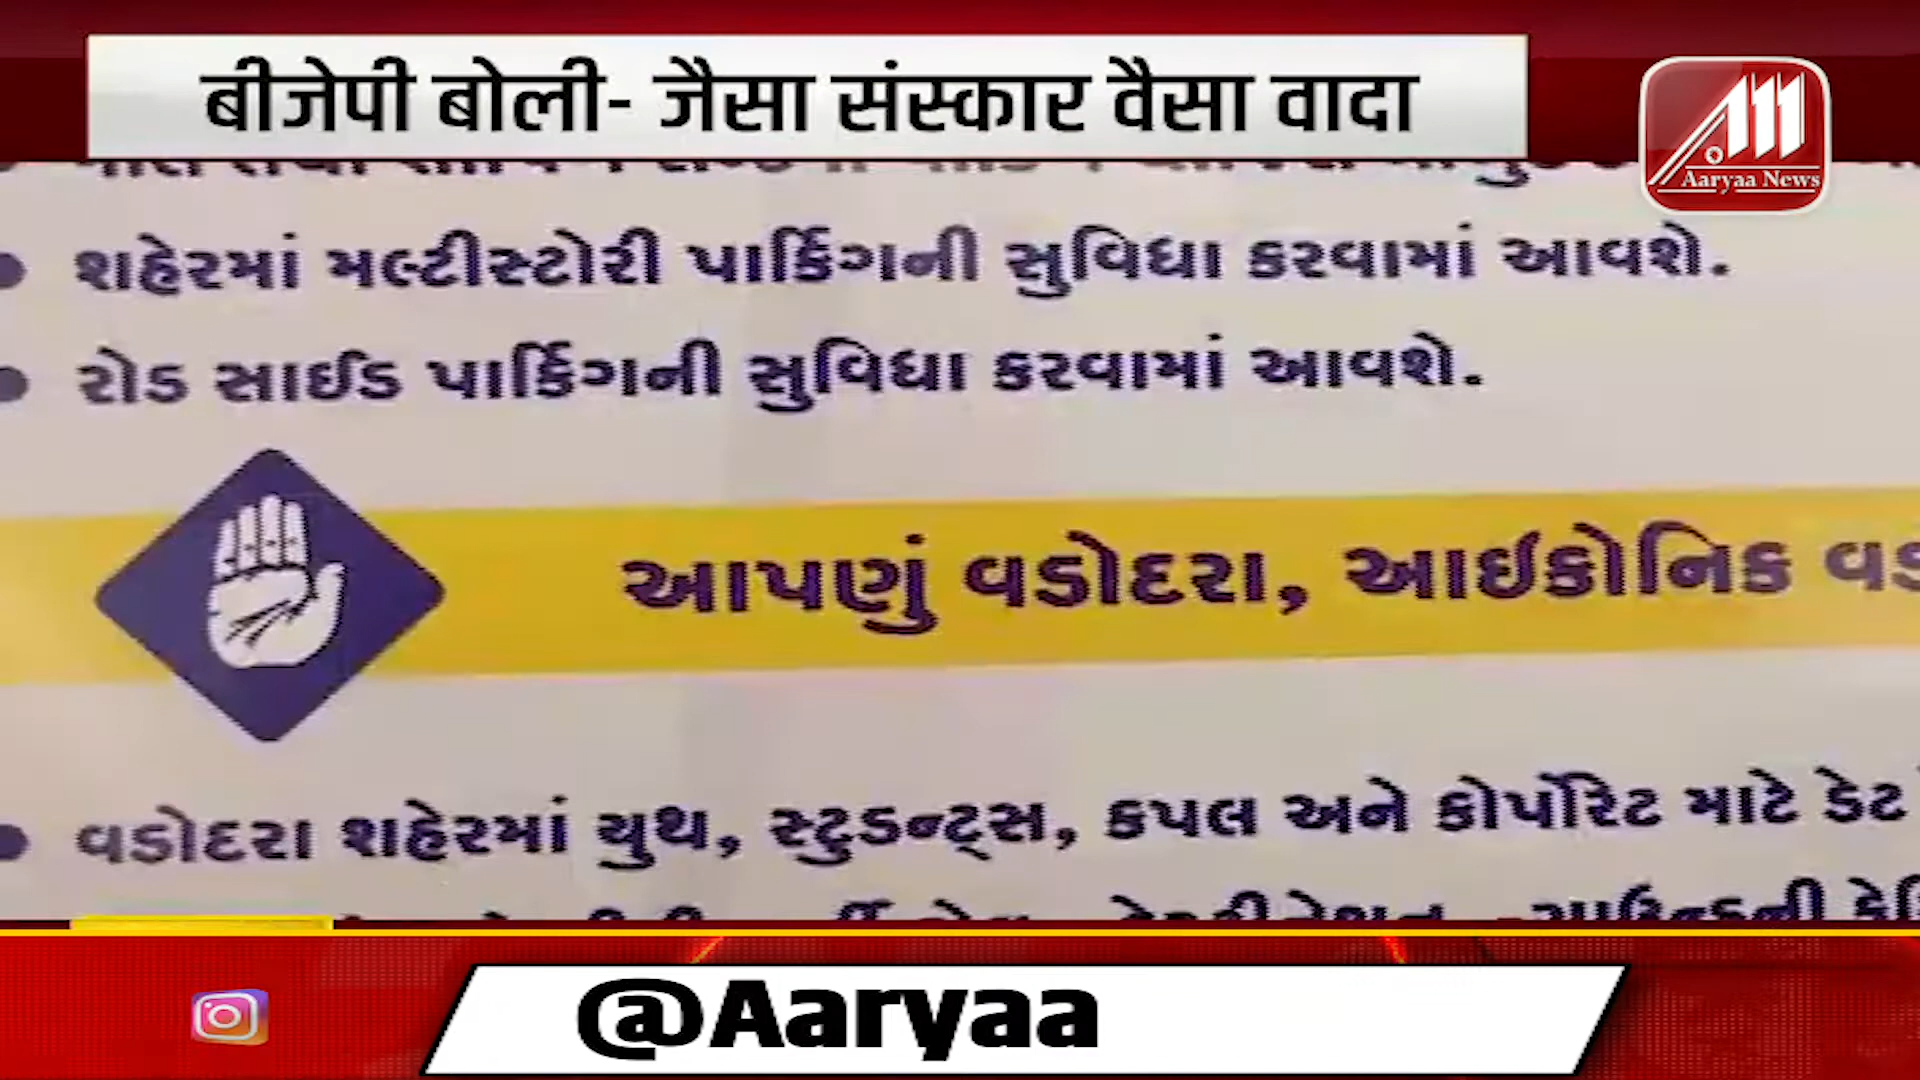 बीजेपी बोली- जैसा संस्कार वैसा वादा
Aaryaa News
શહેરમાં મલ્ટીસ્ટોરી પાર્કિંગની સુવિધા કરવામાં આવશે.
રોડ સાઈડ પાર્કિંગની સુવિધા કરવામાં આવશે.
આપણું વડોદરા, આઈકોનિક
વડોદરા શહેરમાં યુથ, સ્ટુડન્ટ્સ, કપલ અને કોર્પોરેટ માટે ડેટ
@Aaryaa